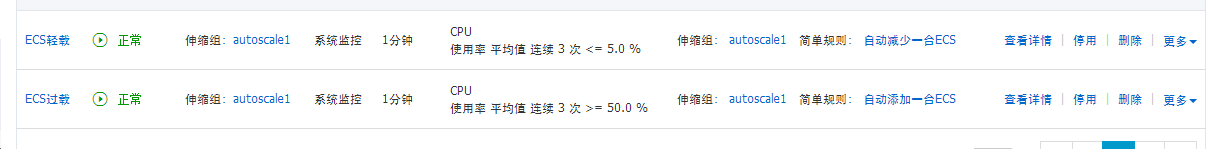 CPU
ECS轻载 正常 伸缩组： autoscale1 系统监控 1分钟 使用率 平均值 连续 3 次 <= 5.0 % 伸缩组： autoscale1 简单规则： 自动减少一台ECS 查看详情 | 停用 | 删除 | 更多
CPU
ECS过载 正常 伸缩组： autoscale1 系统监控 1分钟 使用率 平均值 连续 3 次 >= 50.0 % 伸缩组： autoscale1 简单规则： 自动添加一台ECS 查看详情 | 停用 | 删除 | 更多